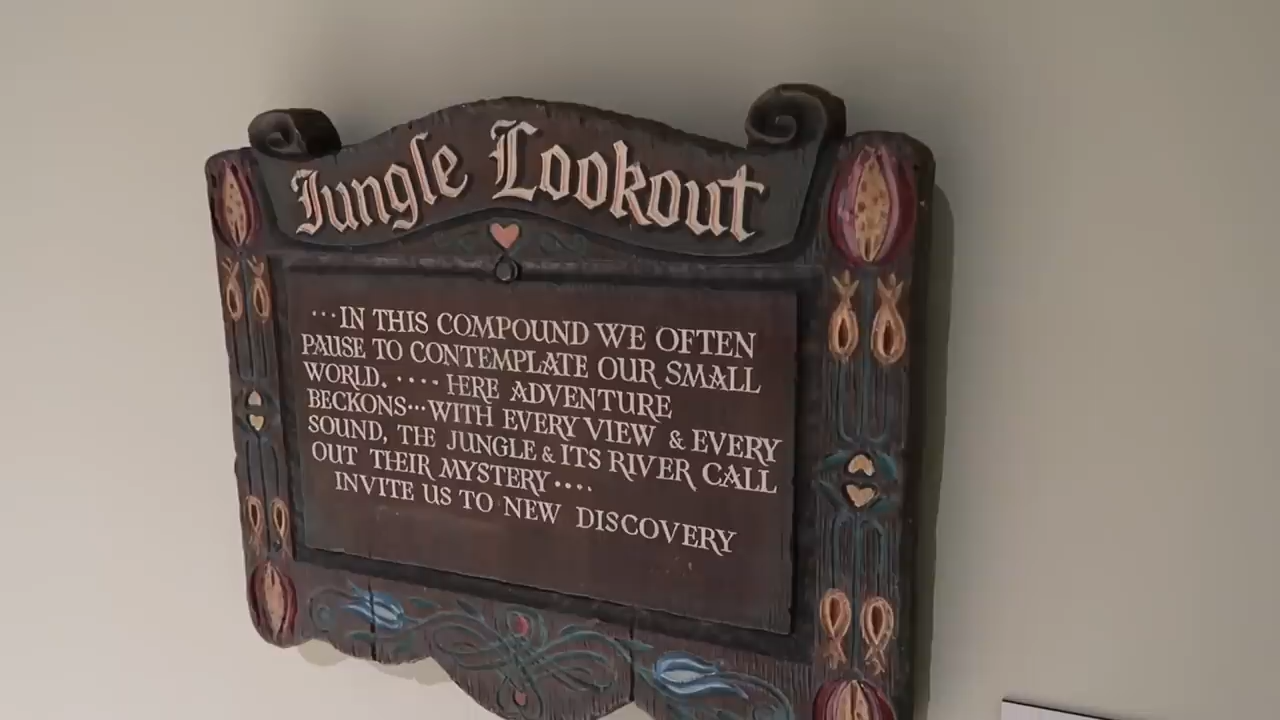 Jungle Lookout
...IN THIS COMPOUND WE OFTEN
PAUSE TO CONTEMPLATE OUR SMALL
WORLD. .... HERE ADVENTURE
BECKONS...WITH EVERY VIEW & EVERY
SOUND, THE JUNGLE & ITS RIVER CALL
OUT THEIR MYSTERY....
INVITE US TO NEW DISCOVERY